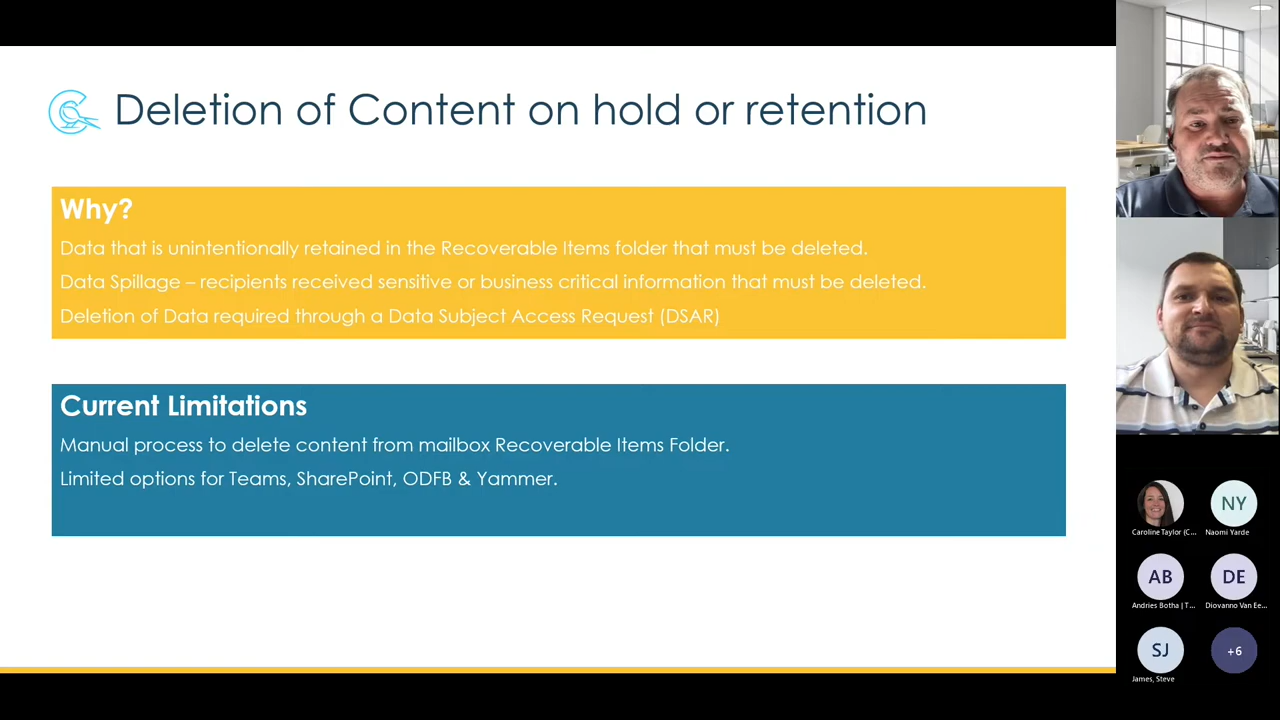 Deletion of Content on hold or retention
Why?
Data that is unintentionally retained in the Recoverable Items folder that must be deleted.
Data Spillage – recipients received sensitive or business critical information that must be deleted.
Deletion of Data required through a Data Subject Access Request (DSAR)
Current Limitations
Manual process to delete content from mailbox Recoverable Items Folder.
Limited options for Teams, SharePoint, ODFB & Yammer.
NY
Caroline Taylor (C...
Naomi Yarde
AB
DE
Andries Botha | T...
Diovanno Van Ee...
SJ
+6
James, Steve